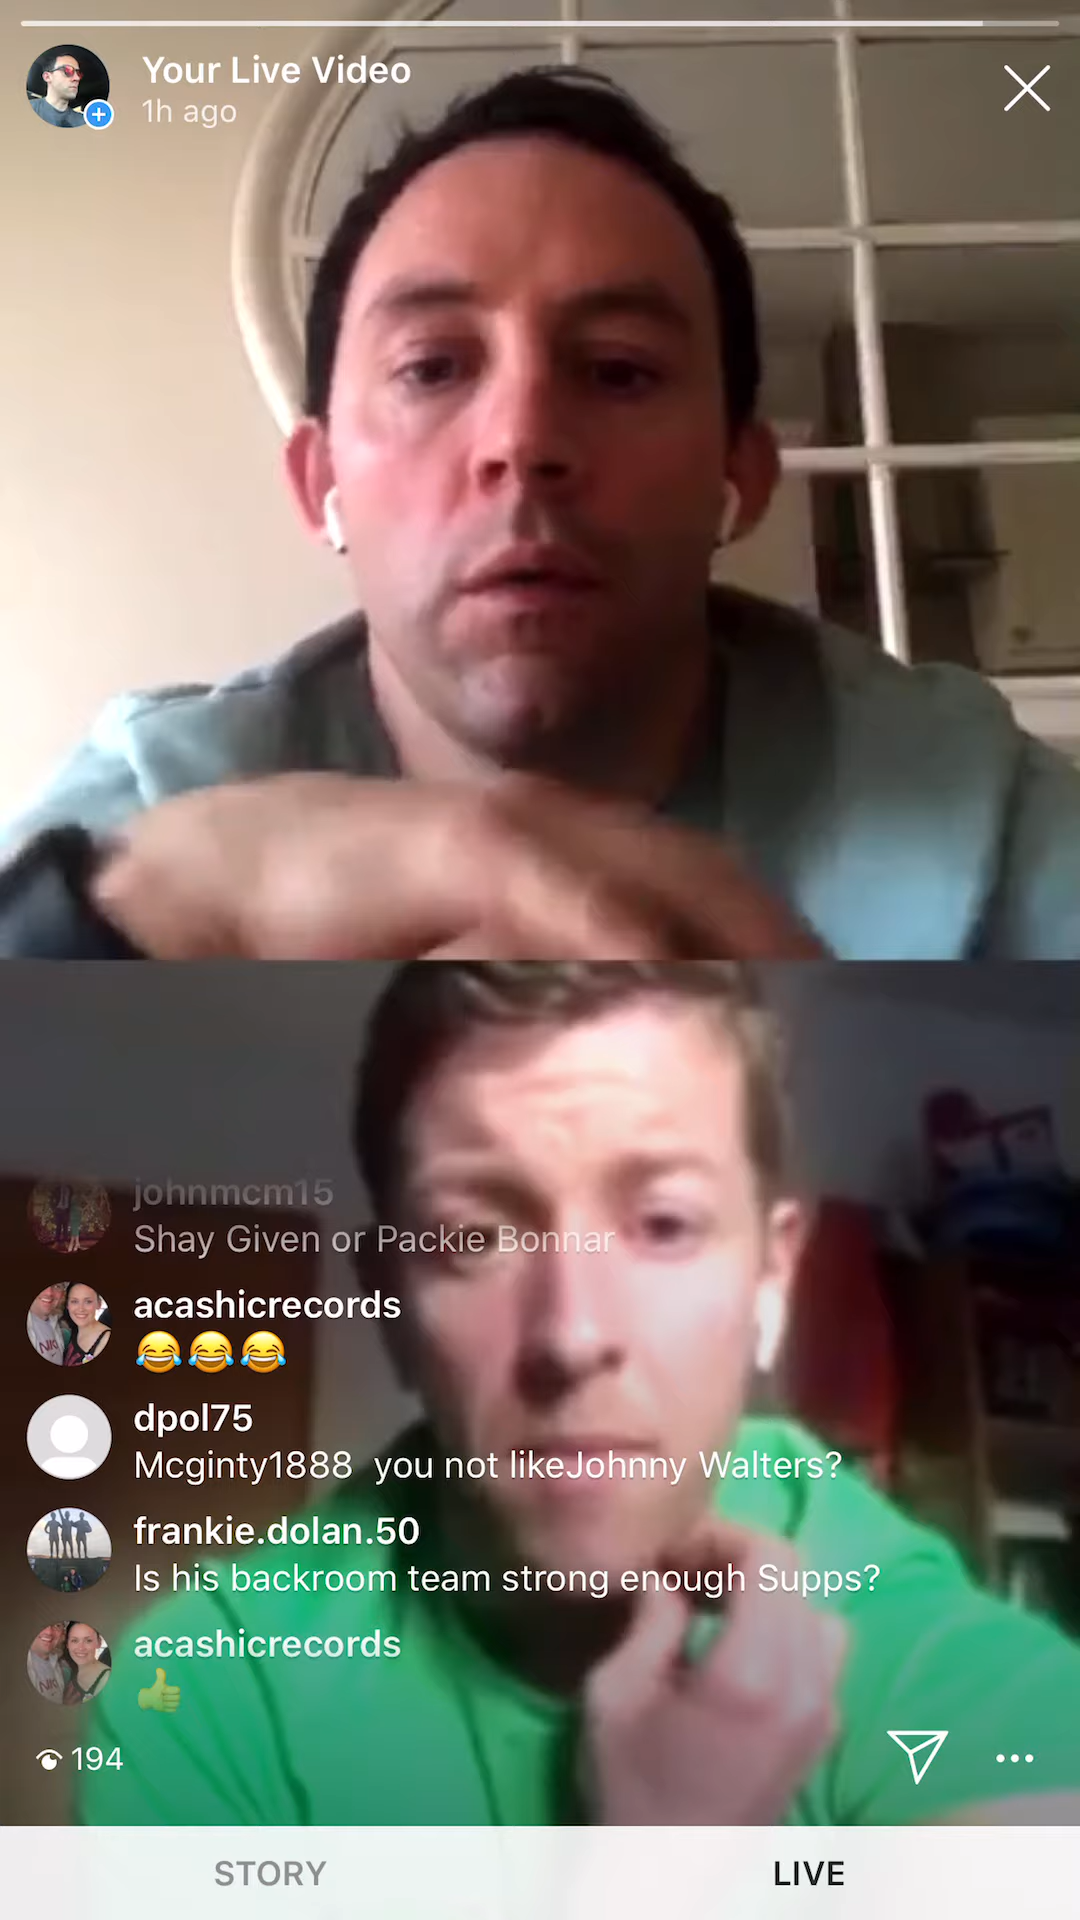 Your Live Video
1h ago
johnmcm15
Shay Given or Packie Bonnar
acashicrecords
😂😂😂
dpol75
Mcginty1888  you not likeJohnny Walters?
frankie.dolan.50
Is his backroom team strong enough Supps?
acashicrecords
👍
194
STORY
LIVE